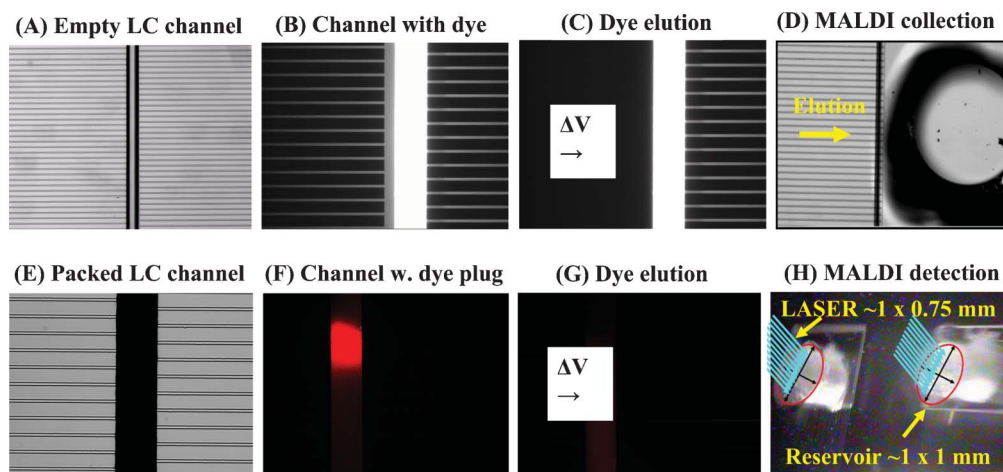 (A) Empty LC channel
(B) Channel with dye
(C) Dye elution
(D) MALDI collection
ΔV
→
Elution
(E) Packed LC channel
(F) Channel w. dye plug
(G) Dye elution
(H) MALDI detection
ΔV
→
LASER ~1 x 0.75 mm
Reservoir ~1 x 1 mm